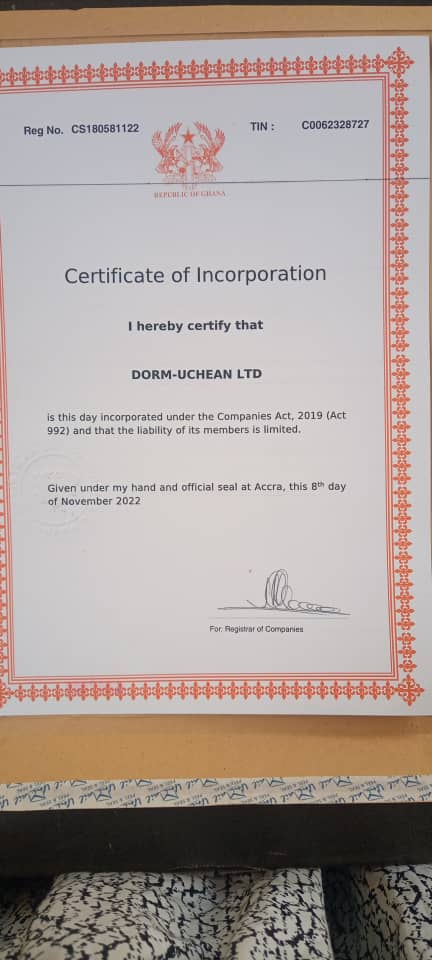 Reg No. CS180581122
TIN : C0062328727
REPUBLIC OF GHANA
Certificate of Incorporation
I hereby certify that
DORM-UCHEAN LTD
is this day incorporated under the Companies Act, 2019 (Act
992) and that the liability of its members is limited.
Given under my hand and official seal at Accra, this 8th day
of November 2022
For: Registrar of Companies
PEEL & SEAL